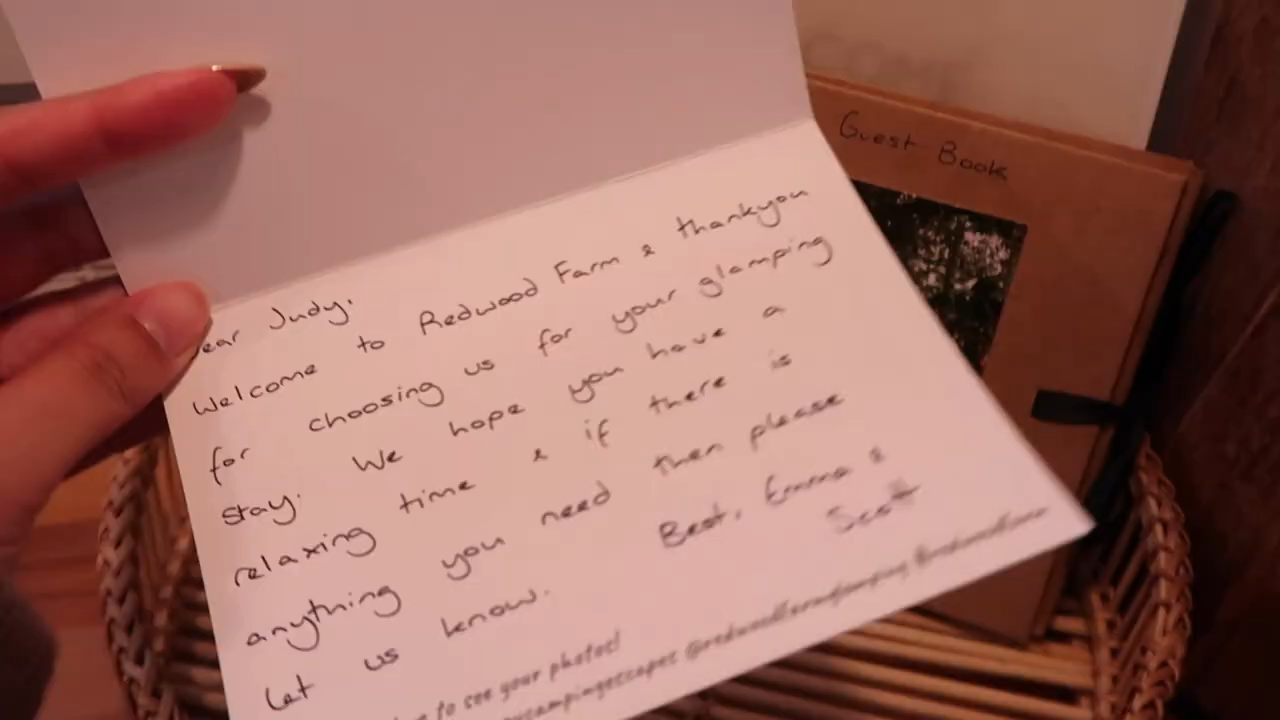 ear Judy,
Welcome to Redwood Farm & thankyou
for choosing us for your glamping
stay. We hope you have a
relaxing time & if there is
anything you need then please
let us know. Best, Emma &
Scott
to see your photos!
@redwoodfarmglamping
Guest Book